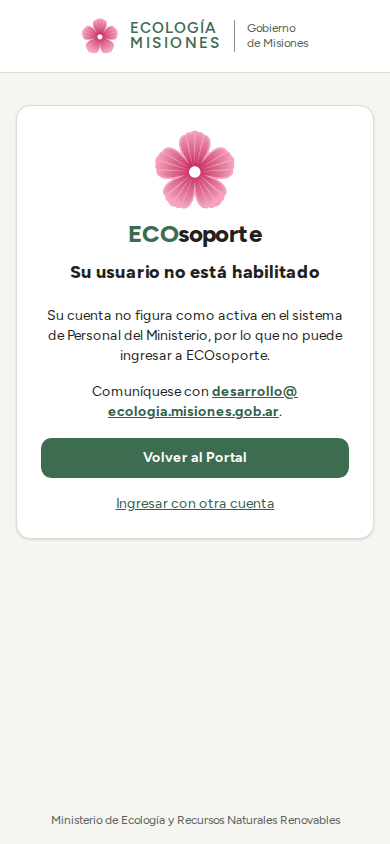 ECOLOGÍA
MISIONES
Gobierno
de Misiones
ECOsoporte
Su usuario no está habilitado
Su cuenta no figura como activa en el sistema
de Personal del Ministerio, por lo que no puede
ingresar a ECOsoporte.
Comuníquese con desarrollo@
ecologia.misiones.gob.ar.
Volver al Portal
Ingresar con otra cuenta
Ministerio de Ecología y Recursos Naturales Renovables